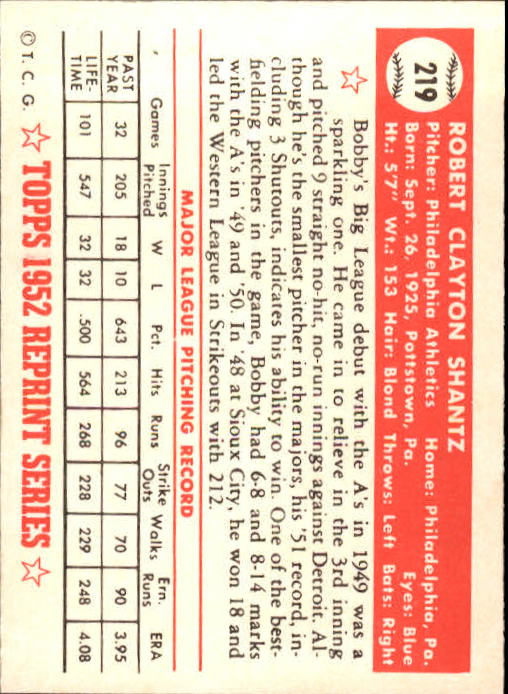 219
ROBERT CLAYTON SHANTZ
Pitcher: Philadelphia Athletics Home: Philadelphia, Pa.
Born: Sept. 26, 1925, Pottstown, Pa. Eyes: Blue
Ht.: 5'7" Wt.: 153 Hair: Blond Throws: Left Bats: Right
Bobby's Big League debut with the A's in 1949 was a
sparkling one. He came in to relieve in the 3rd inning
and pitched 9 straight no-hit, no-run innings against Detroit. Al-
though he's the smallest pitcher in the majors, his '51 record, in-
cluding 3 Shutouts, indicates his ability to win. One of the best-
fielding pitchers in the game, Bobby had 6-8 and 8-14 marks
with the A's in '49 and '50. In '48 at Sioux City, he won 18 and
led the Western League in Strikeouts with 212.
MAJOR LEAGUE PITCHING RECORD
Games Innings Pitched W L Pct. Hits Runs Strike Outs Walks Ern. Runs ERA
PAST YEAR 32 205 18 10 643 213 96 77 70 90 3.95
LIFE-TIME 101 547 32 32 .500 564 268 228 229 248 4.08
© T. C. G. TOPPS 1952 REPRINT SERIES